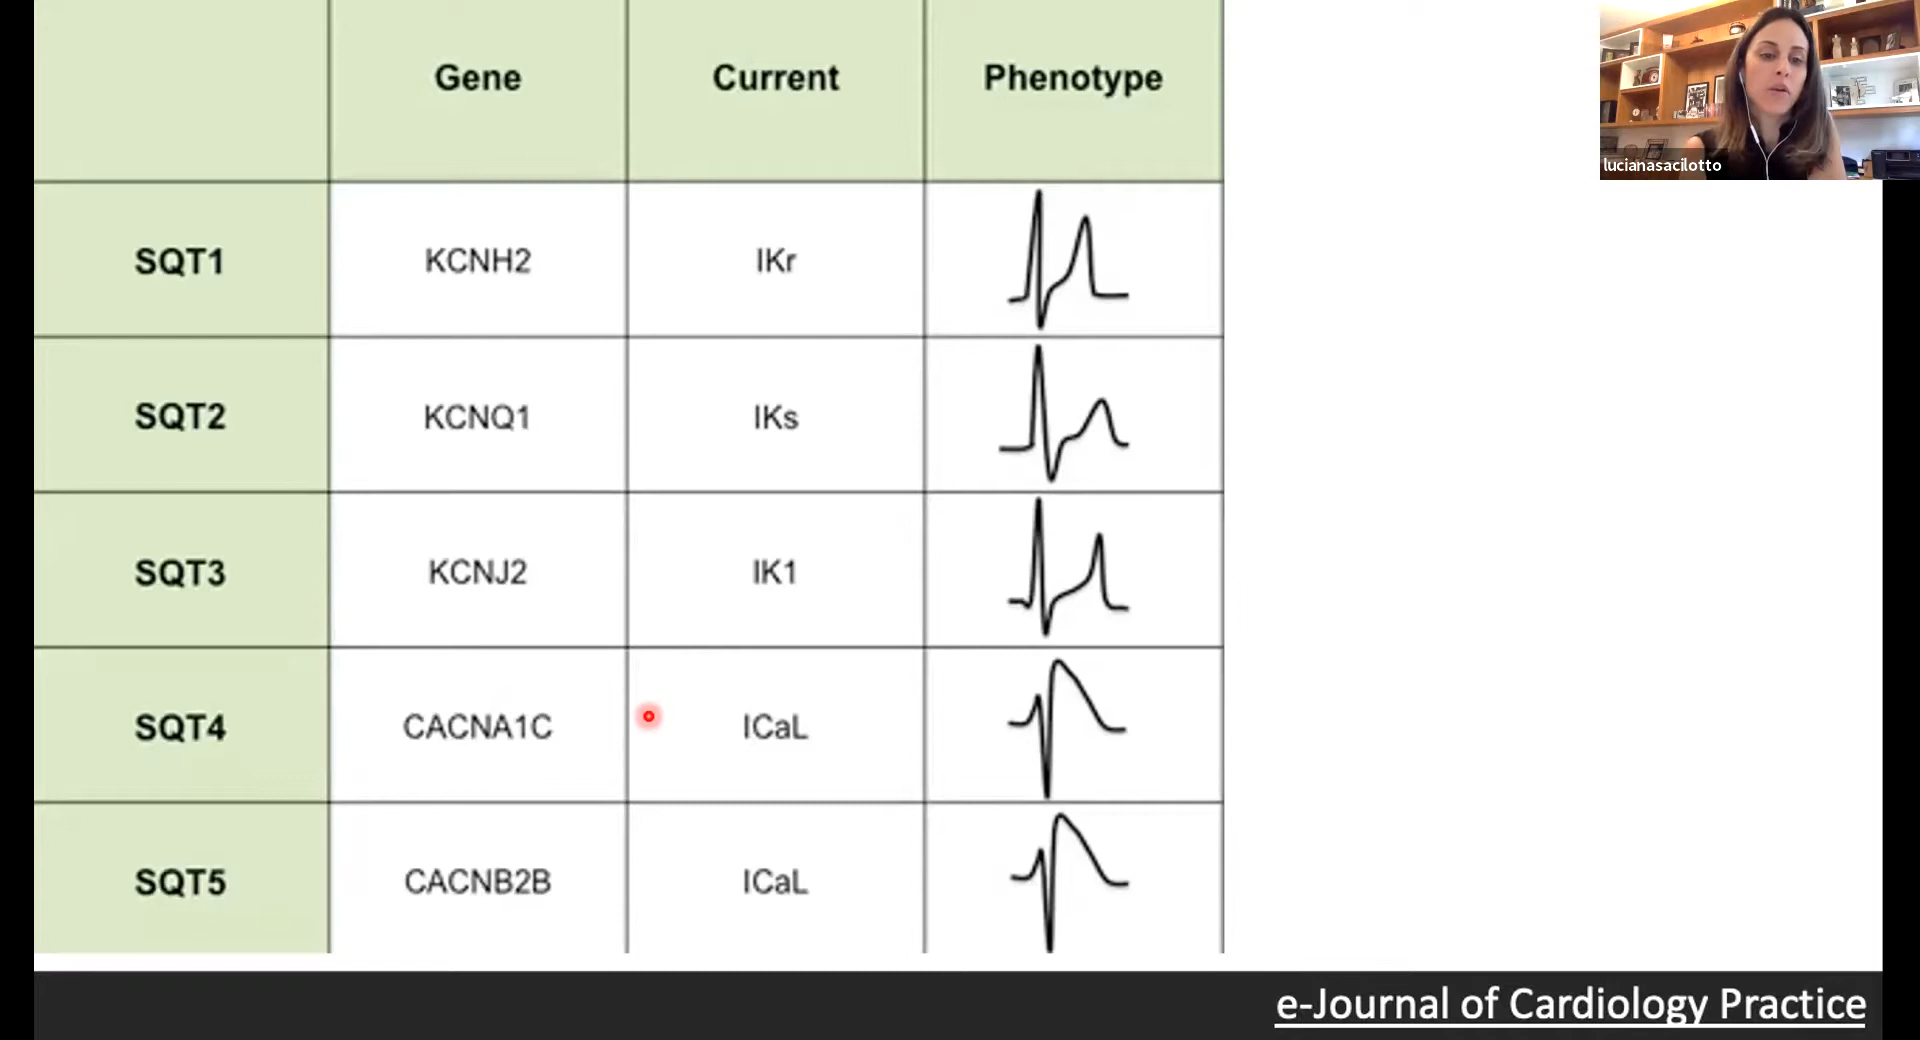 Gene Current Phenotype
lucianasacilotto
SQT1 KCNH2 IKr
SQT2 KCNQ1 IKs
SQT3 KCNJ2 IK1
SQT4 CACNA1C ICaL
SQT5 CACNB2B ICaL
e-Journal of Cardiology Practice